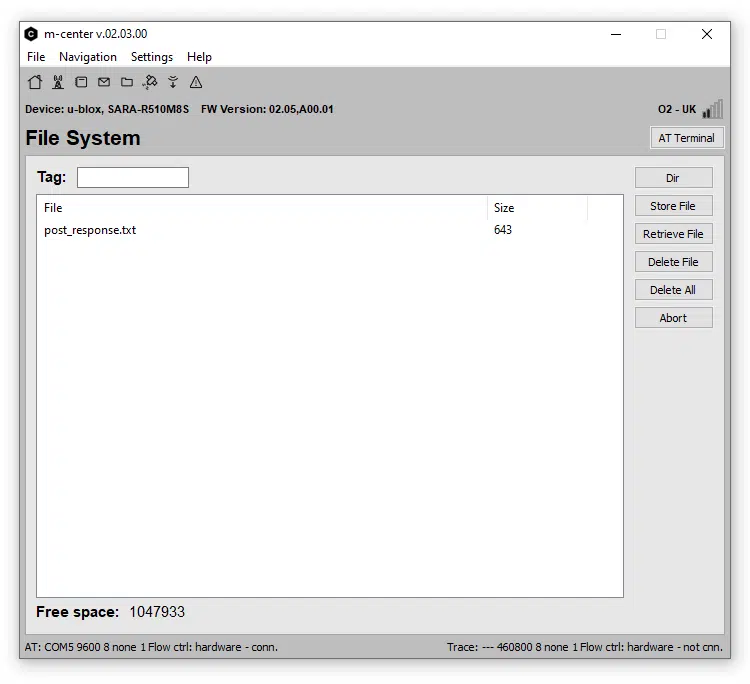 m-center v.02.03.00
File Navigation Settings Help
Device: u-blox, SARA-R510M8S FW Version: 02.05,A00.01 O2 - UK
File System AT Terminal
Tag: Dir
File Size Store File
post_response.txt 643 Retrieve File
Delete File
Delete All
Abort
Free space: 1047933
AT: COM5 9600 8 none 1 Flow ctrl: hardware - conn. Trace: --- 460800 8 none 1 Flow ctrl: hardware - not cnn.